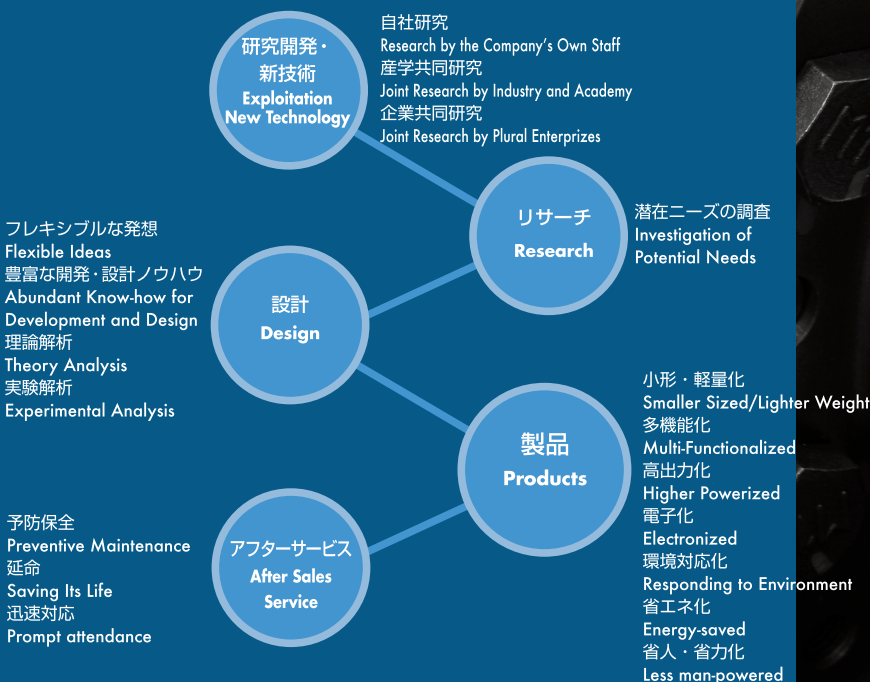 研究開発・
新技術
Exploitation
New Technology
自社研究
Research by the Company's Own Staff
産学共同研究
Joint Research by Industry and Academy
企業共同研究
Joint Research by Plural Enterprizes
リサーチ
Research
潜在ニーズの調査
Investigation of
Potential Needs
フレキシブルな発想
Flexible Ideas
豊富な開発・設計ノウハウ
Abundant Know-how for
Development and Design
理論解析
Theory Analysis
実験解析
Experimental Analysis
設計
Design
製品
Products
小形・軽量化
Smaller Sized/Lighter Weight
多機能化
Multi-Functionalized
高出力化
Higher Powerized
電子化
Electronized
環境対応化
Responding to Environment
省エネ化
Energy-saved
省人・省力化
Less man-powered
予防保全
Preventive Maintenance
延命
Saving Its Life
迅速対応
Prompt attendance
アフターサービス
After Sales
Service